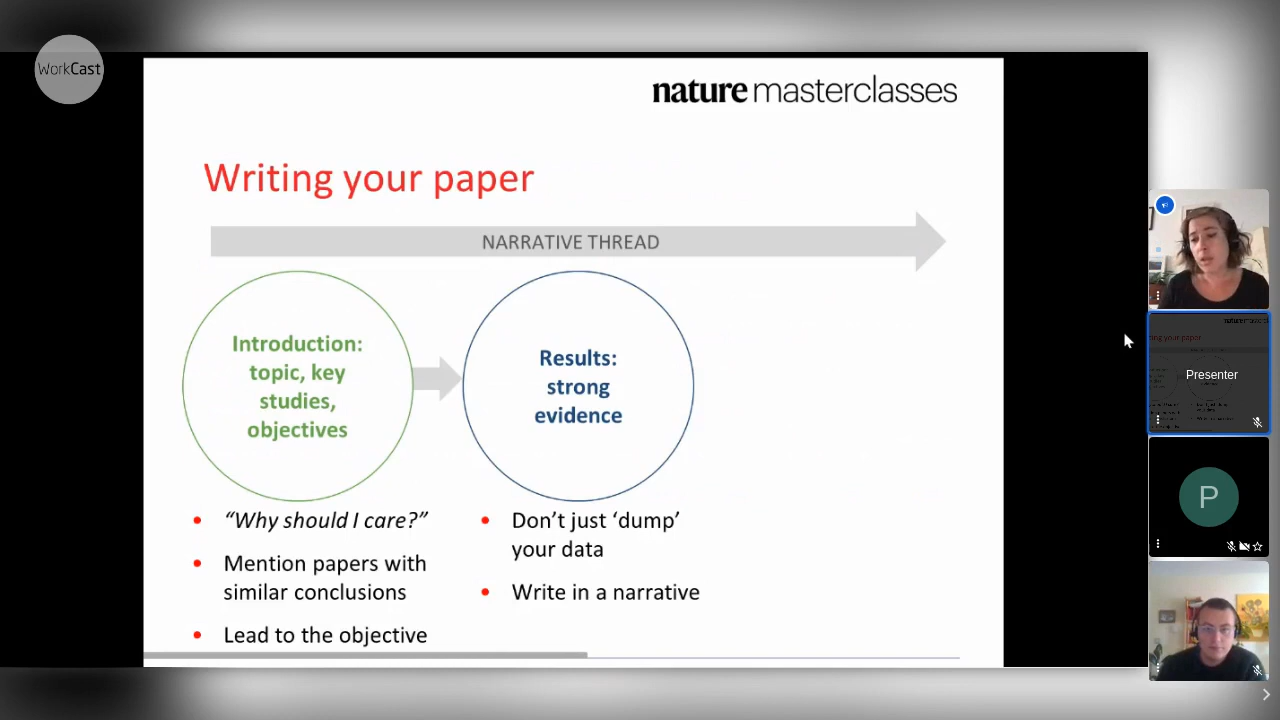 WorkCast
nature masterclasses
Writing your paper
NARRATIVE THREAD
Introduction:
topic, key
studies,
objectives
Results:
strong
evidence
“Why should I care?”
Mention papers with
similar conclusions
Lead to the objective
Don’t just ‘dump’
your data
Write in a narrative
Presenter
P